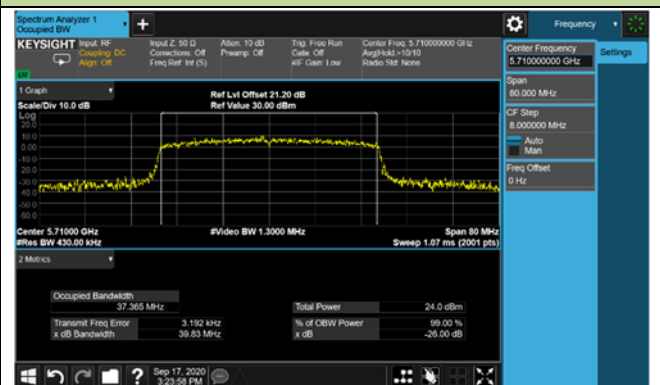 Spectrum Analyzer 1
Occupied BW
Frequency
KEYSIGHT Input: RF
Coupling: DC
Align: Off
Input Z: 50 Ω
Corrections: Off
Freq Ref: Int (S)
Atten: 10 dB
Preamp: Off
Trig: Free Run
Gate: Off
#IF Gain: Low
Center Freq: 5.710000000 GHz
Avg|Hold:>10/10
Radio Std: None
Center Frequency
5.710000000 GHz
Settings
Span
80.000 MHz
CF Step
8.000000 MHz
Auto
Man
Freq Offset
0 Hz
1 Graph
Scale/Div 10.0 dB
Ref Lvl Offset 21.20 dB
Ref Value 30.00 dBm
Log
20.0
10.0
0.00
-10.0
-20.0
-30.0
-40.0
-50.0
-60.0
Center 5.71000 GHz
#Res BW 430.00 kHz
#Video BW 1.3000 MHz
Span 80 MHz
Sweep 1.07 ms (2001 pts)
2 Metrics
Occupied Bandwidth
37.365 MHz
Total Power 24.0 dBm
Transmit Freq Error 3.192 kHz
% of OBW Power 99.00 %
x dB Bandwidth 39.83 MHz
x dB -26.00 dB
Sep 17, 2020
3:23:58 PM